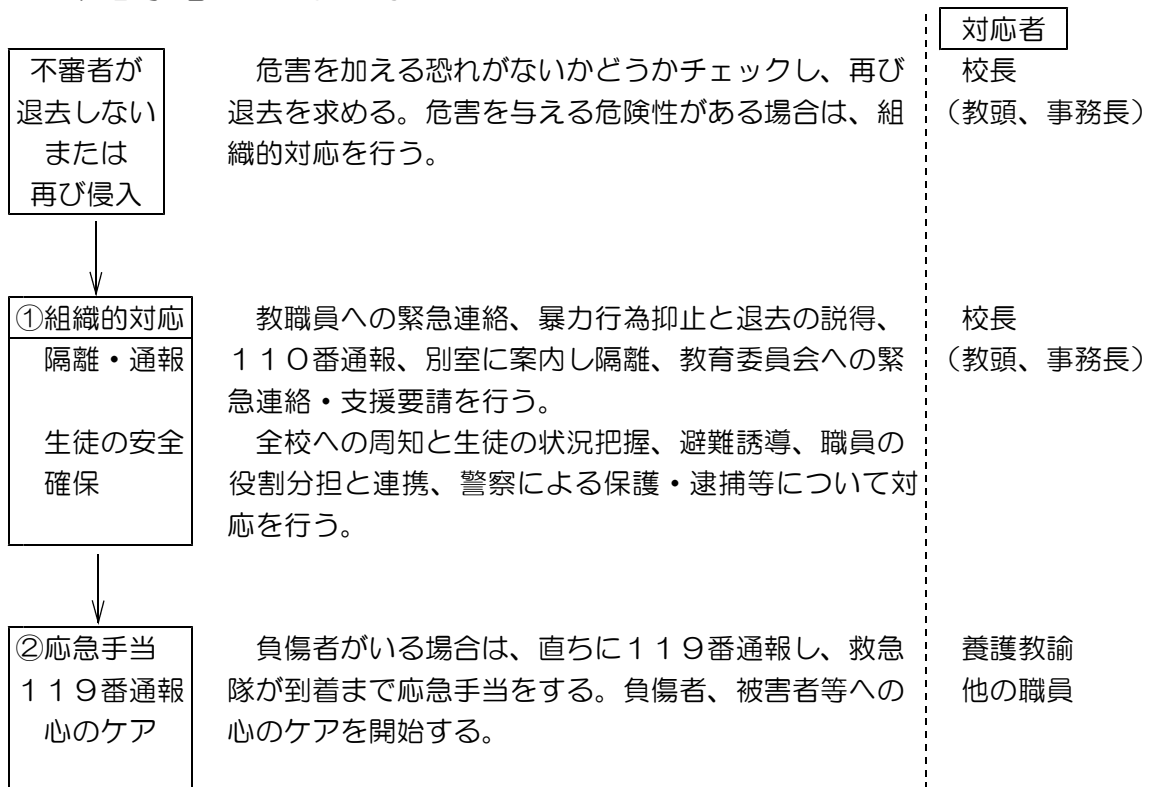 対応者
不審者が
退去しない
または
再び侵入
危害を加える恐れがないかどうかチェックし、再び
退去を求める。危害を与える危険性がある場合は、組
織的対応を行う。
校長
（教頭、事務長）
①組織的対応
隔離・通報
生徒の安全
確保
教職員への緊急連絡、暴力行為抑止と退去の説得、
１１０番通報、別室に案内し隔離、教育委員会への緊
急連絡・支援要請を行う。
全校への周知と生徒の状況把握、避難誘導、職員の
役割分担と連携、警察による保護・逮捕等について対
応を行う。
校長
（教頭、事務長）
②応急手当
１１９番通報
心のケア
負傷者がいる場合は、直ちに１１９番通報し、救急
隊が到着まで応急手当をする。負傷者、被害者等への
心のケアを開始する。
養護教諭
他の職員